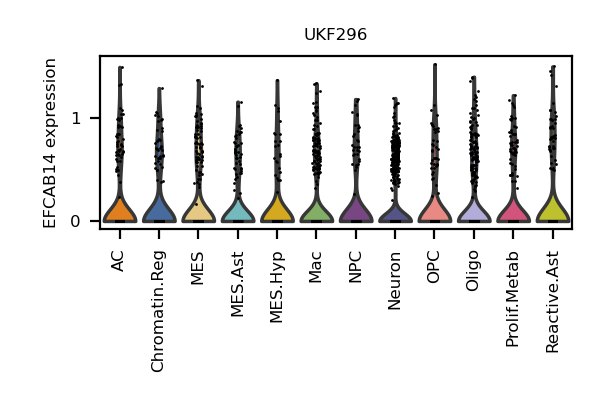 UKF296
EFCAB14 expression
1
0
AC
Chromatin.Reg
MES
MES.Ast
MES.Hyp
Mac
NPC
Neuron
OPC
Oligo
Prolif.Metab
Reactive.Ast